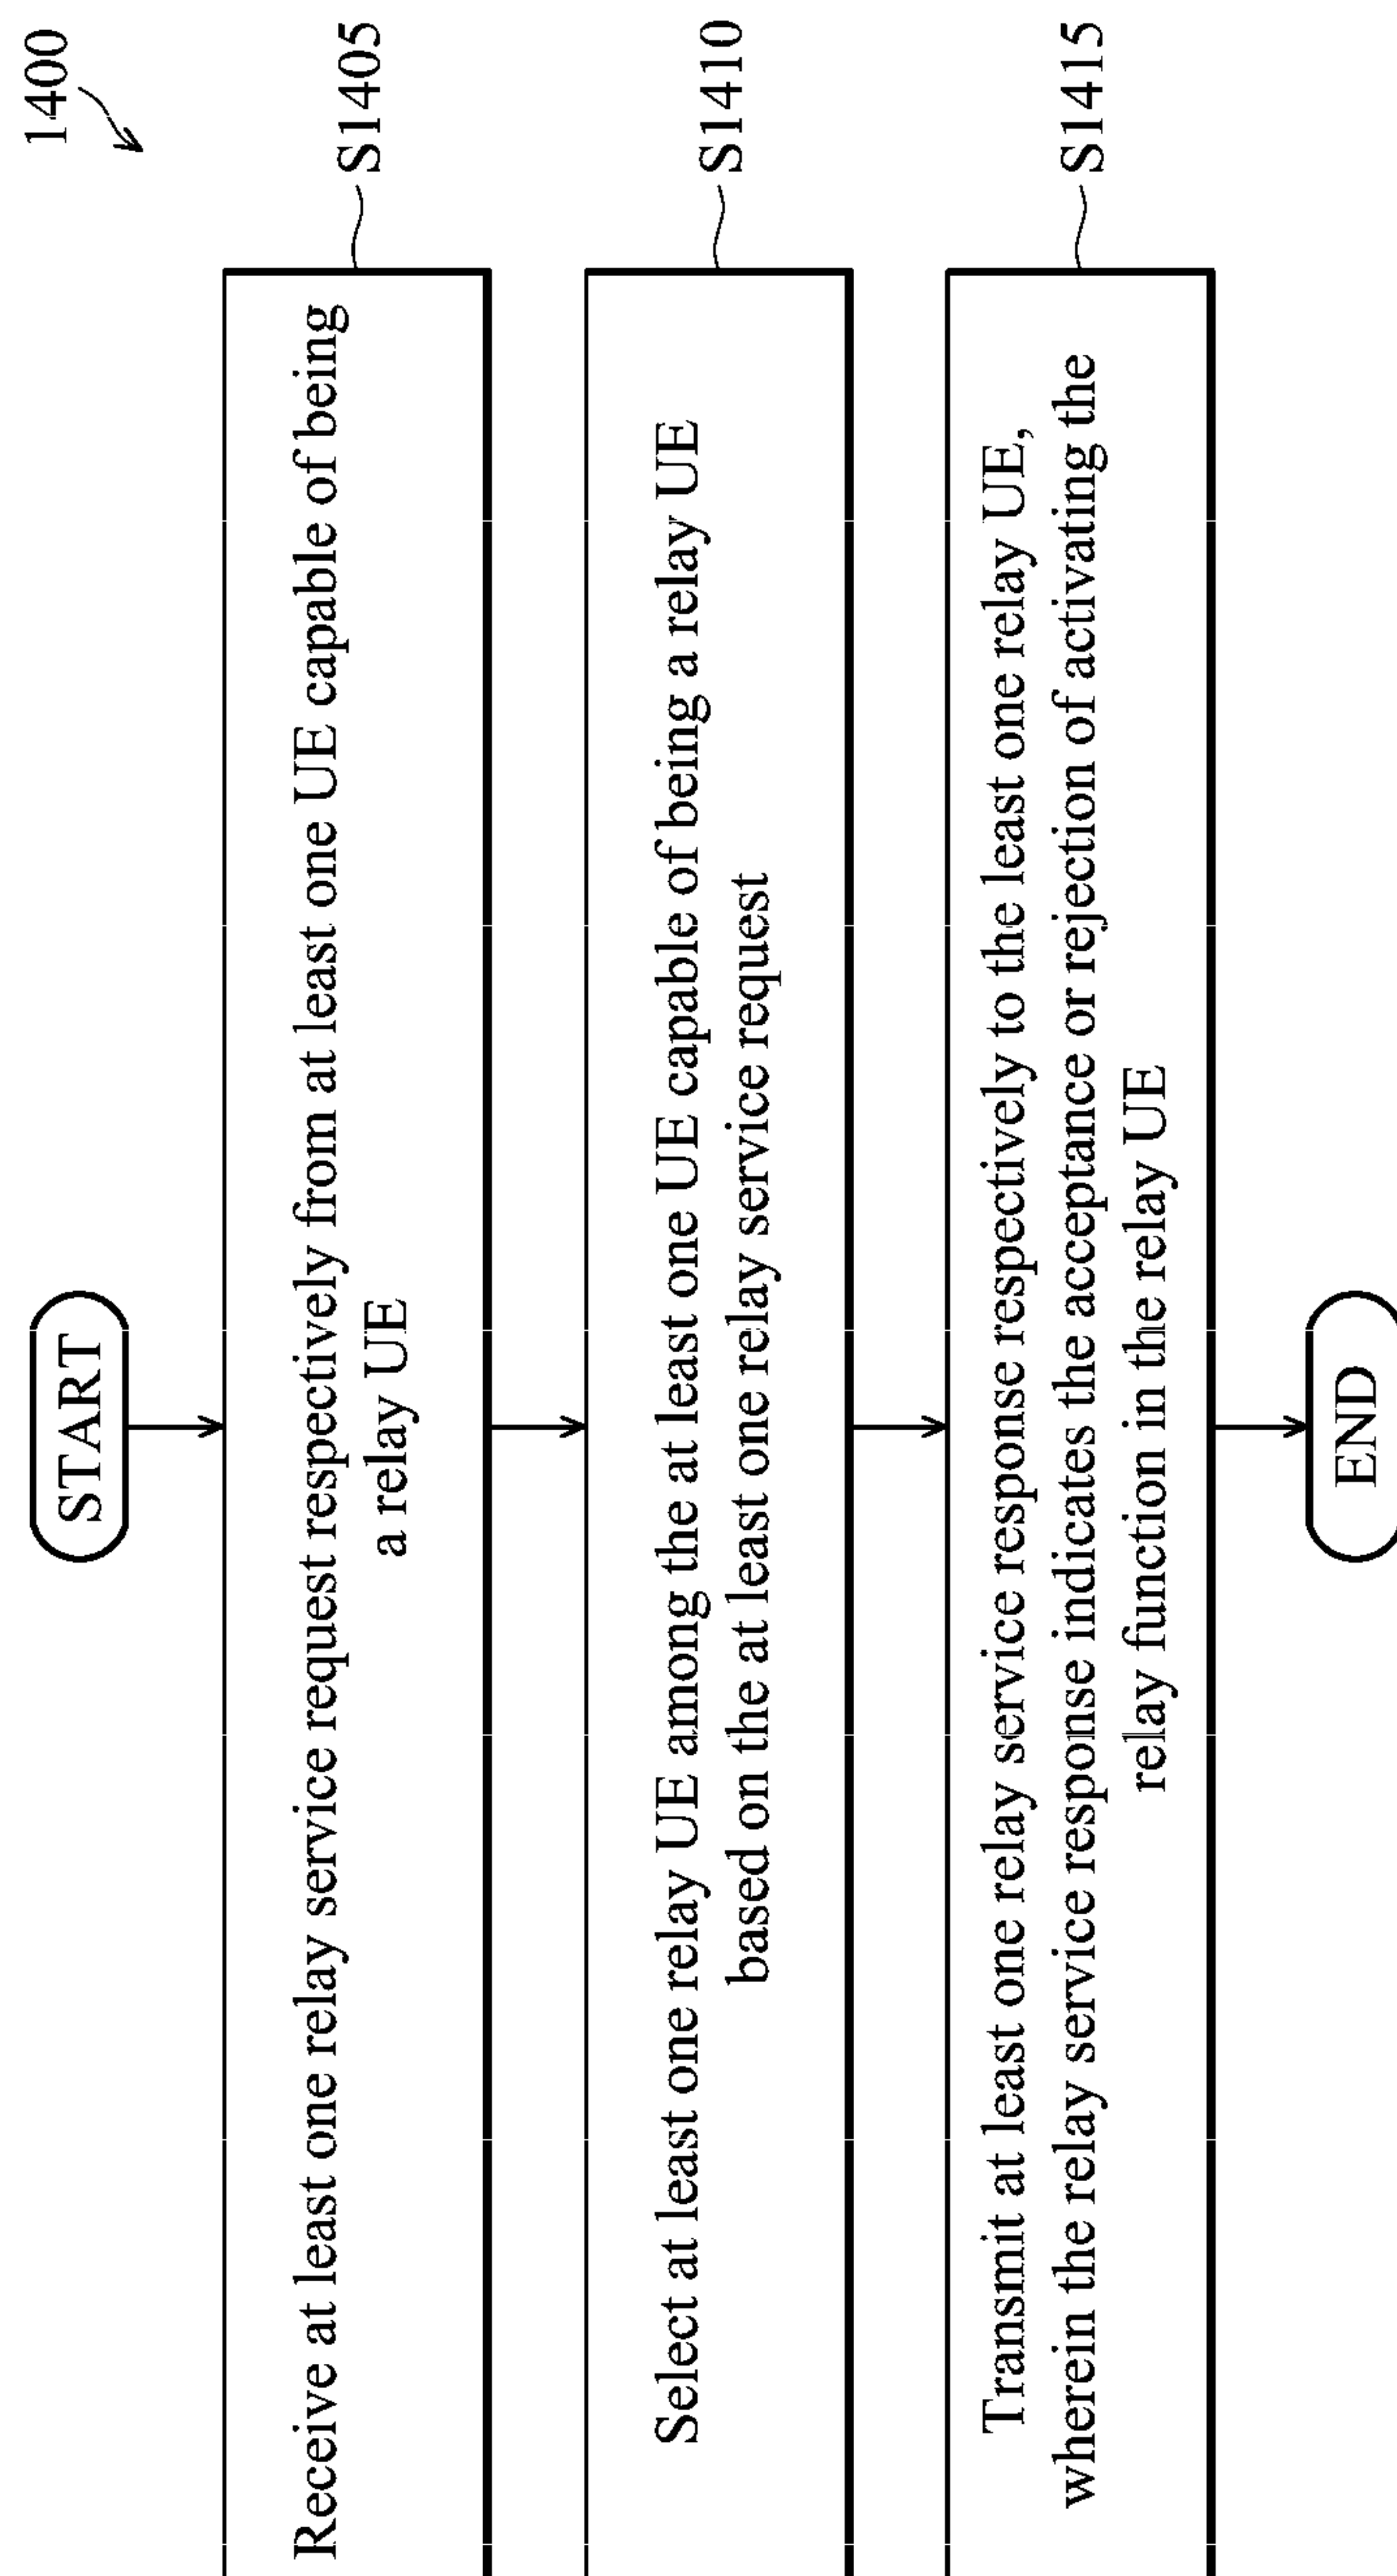 1400
START
Receive at least one relay service request respectively from at least one UE capable of being
a relay UE
S1405
Select at least one relay UE among the at least one UE capable of being a relay UE
based on the at least one relay service request
S1410
Transmit at least one relay service response respectively to the least one relay UE,
wherein the relay service response indicates the acceptance or rejection of activating the
relay function in the relay UE
S1415
END